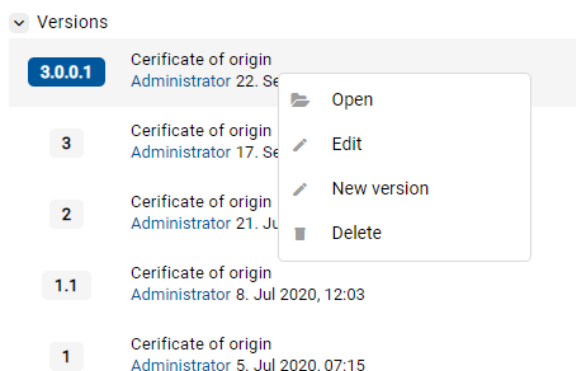 Versions
3.0.0.1
Cerificate of origin
Administrator 22. Se
Open
3
Cerificate of origin
Administrator 17. Se
Edit
New version
2
Cerificate of origin
Administrator 21. Ju
Delete
1.1
Cerificate of origin
Administrator 8. Jul 2020, 12:03
1
Cerificate of origin
Administrator 5. Jul 2020, 07:15